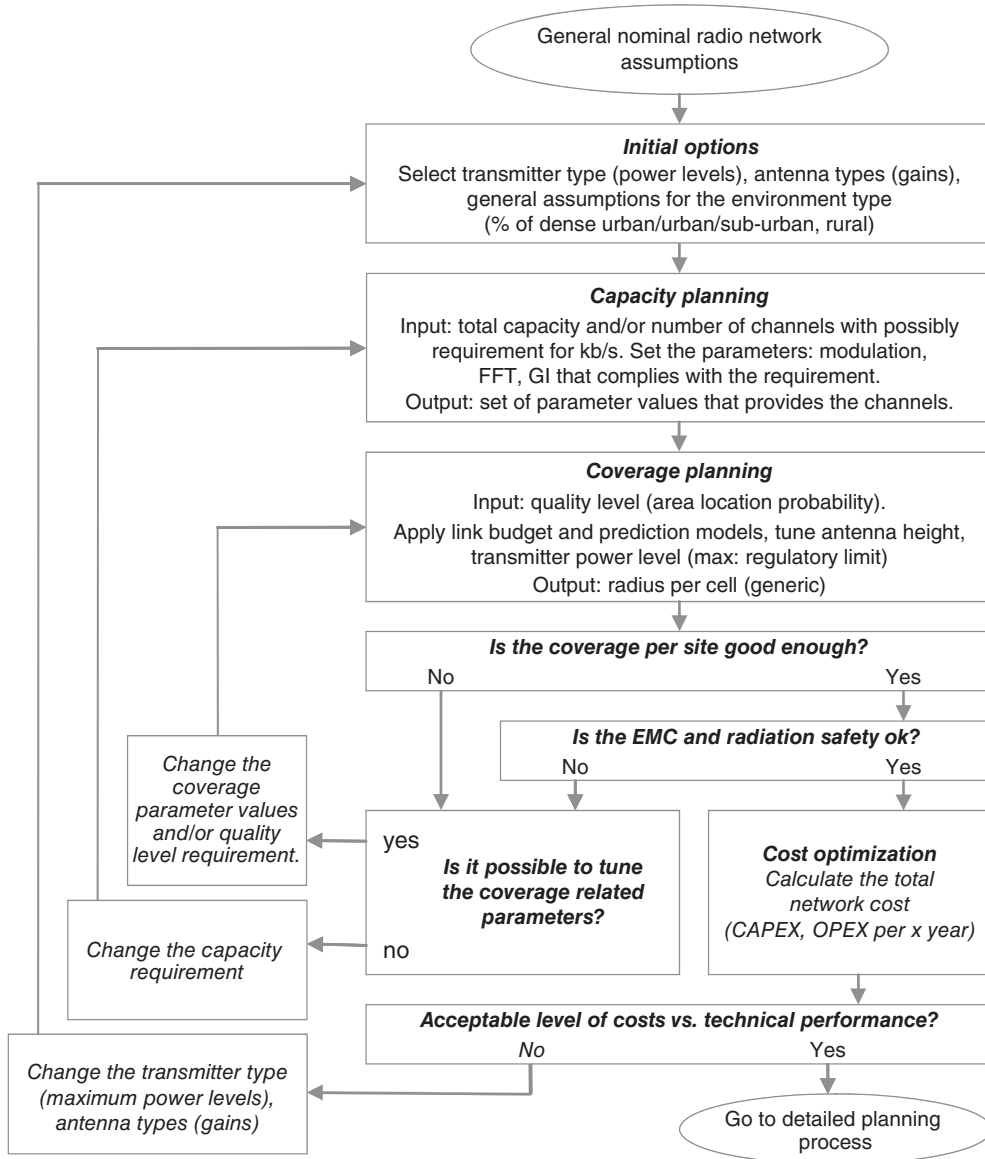 General nominal radio network
assumptions
Initial options
Select transmitter type (power levels), antenna types (gains),
general assumptions for the environment type
(% of dense urban/urban/sub-urban, rural)
Capacity planning
Input: total capacity and/or number of channels with possibly
requirement for kb/s. Set the parameters: modulation,
FFT, GI that complies with the requirement.
Output: set of parameter values that provides the channels.
Coverage planning
Input: quality level (area location probability).
Apply link budget and prediction models, tune antenna height,
transmitter power level (max: regulatory limit)
Output: radius per cell (generic)
Is the coverage per site good enough?
No
Yes
Is the EMC and radiation safety ok?
No
Yes
Change the
coverage
parameter values
and/or quality
level requirement.
yes
Is it possible to tune
the coverage related
parameters?
no
Cost optimization
Calculate the total
network cost
(CAPEX, OPEX per x year)
Change the capacity
requirement
Acceptable level of costs vs. technical performance?
No
Yes
Change the transmitter type
(maximum power levels),
antenna types (gains)
Go to detailed planning
process